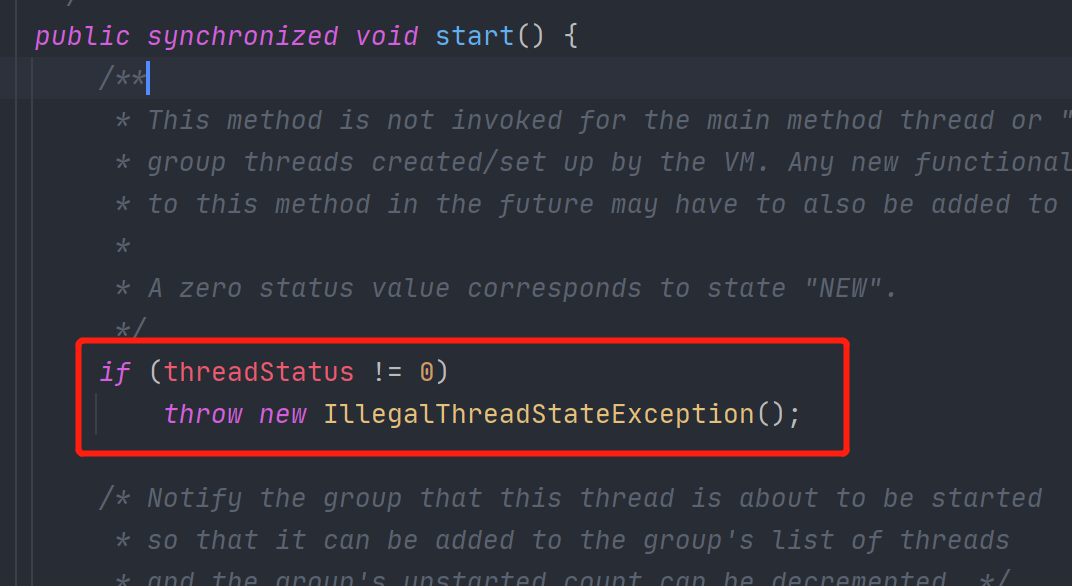 public synchronized void start() {
/**
* This method is not invoked for the main method thread or "
* group threads created/set up by the VM. Any new functional
* to this method in the future may have to also be added to
*
* A zero status value corresponds to state "NEW".
*/
if (threadStatus != 0)
throw new IllegalThreadStateException();
/* Notify the group that this thread is about to be started
* so that it can be added to the group's list of threads
* and the group's unstarted count can be decremented. */